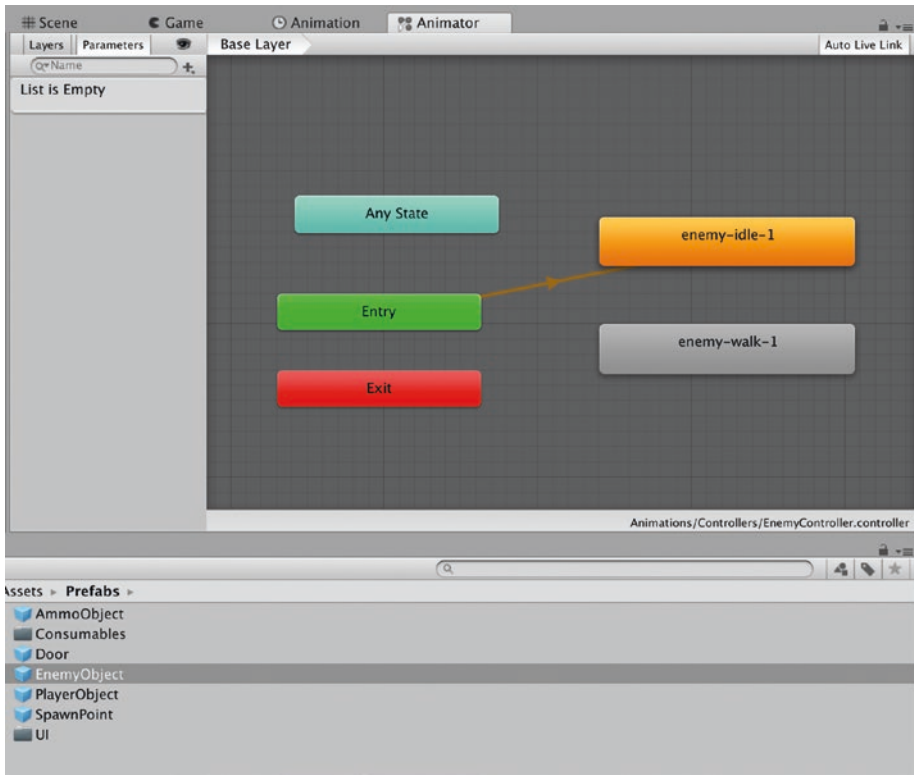 Scene Game Animation Animator
Layers Parameters Base Layer Auto Live Link
Name
List is Empty
Any State
enemy-idle-1
Entry
enemy-walk-1
Exit
Animations/Controllers/EnemyController.controller
Assets Prefabs
AmmoObject
Consumables
Door
EnemyObject
PlayerObject
SpawnPoint
UI